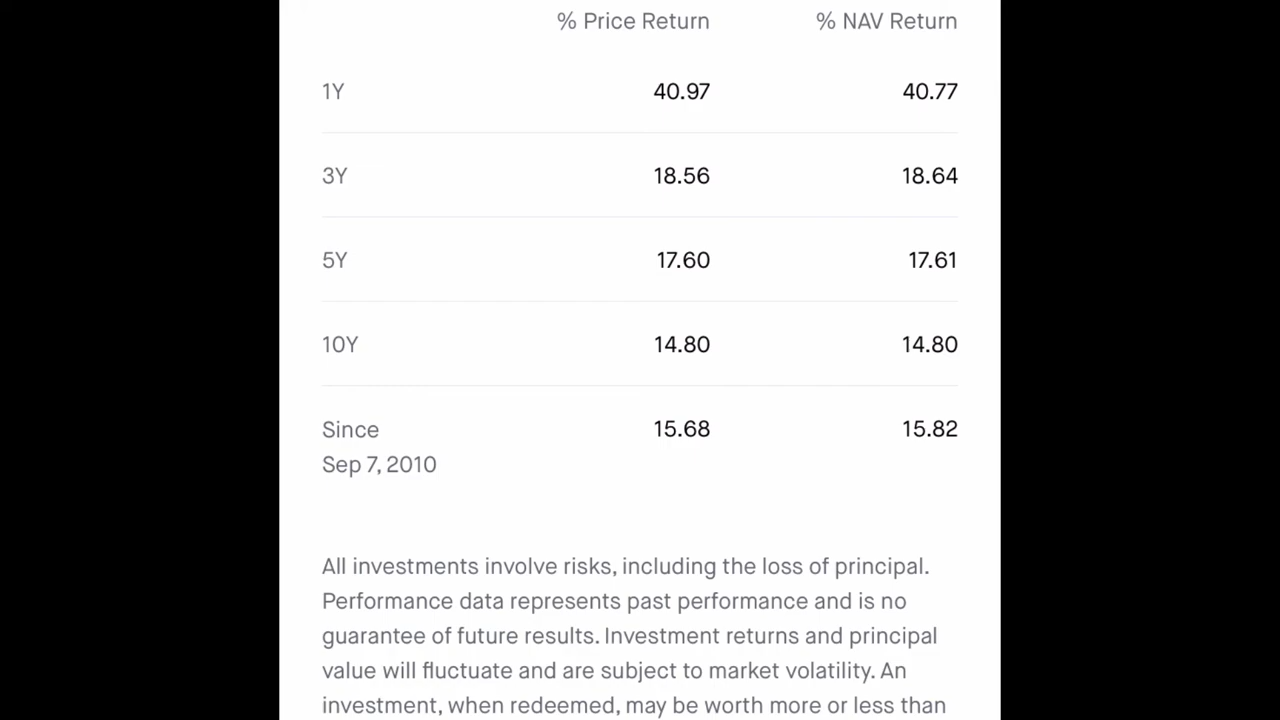 % Price Return % NAV Return
1Y 40.97 40.77
3Y 18.56 18.64
5Y 17.60 17.61
10Y 14.80 14.80
Since 15.68 15.82
Sep 7, 2010
All investments involve risks, including the loss of principal.
Performance data represents past performance and is no
guarantee of future results. Investment returns and principal
value will fluctuate and are subject to market volatility. An
investment, when redeemed, may be worth more or less than